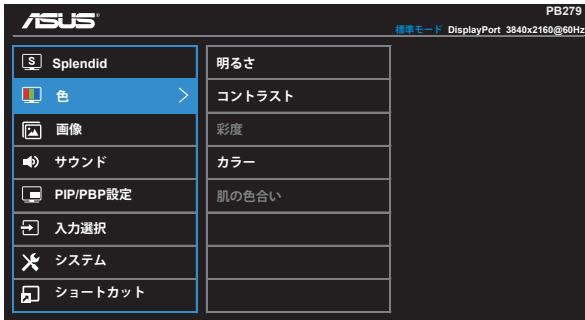 ASUS
PB279
標準モード DisplayPort 3840x2160@60Hz
S Splendid
色
画像
サウンド
PIP/PBP設定
入力選択
システム
ショートカット
明るさ
コントラスト
彩度
カラー
肌の色合い